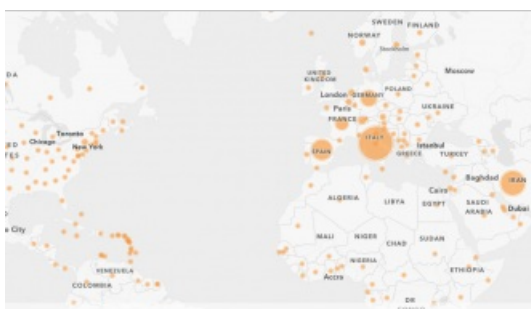 SWEDEN
FINLAND
NORWAY
Stockholm
Moscow
UNITED
KINGDOM
London
GERMANY
POLAND
Paris
UKRAINE
FRANCE
Toronto
Chicago
New York
ITALY
Istanbul
SPAIN
GREECE
TURKEY
Baghdad
IRAN
Cairo
ALGERIA
LIBYA
EGYPT
SAUDI
ARABIA
Dubai
MALI
NIGER
CHAD
SUDAN
NIGERIA
Accra
ETHIOPIA
VENEZUELA
COLOMBIA
DR